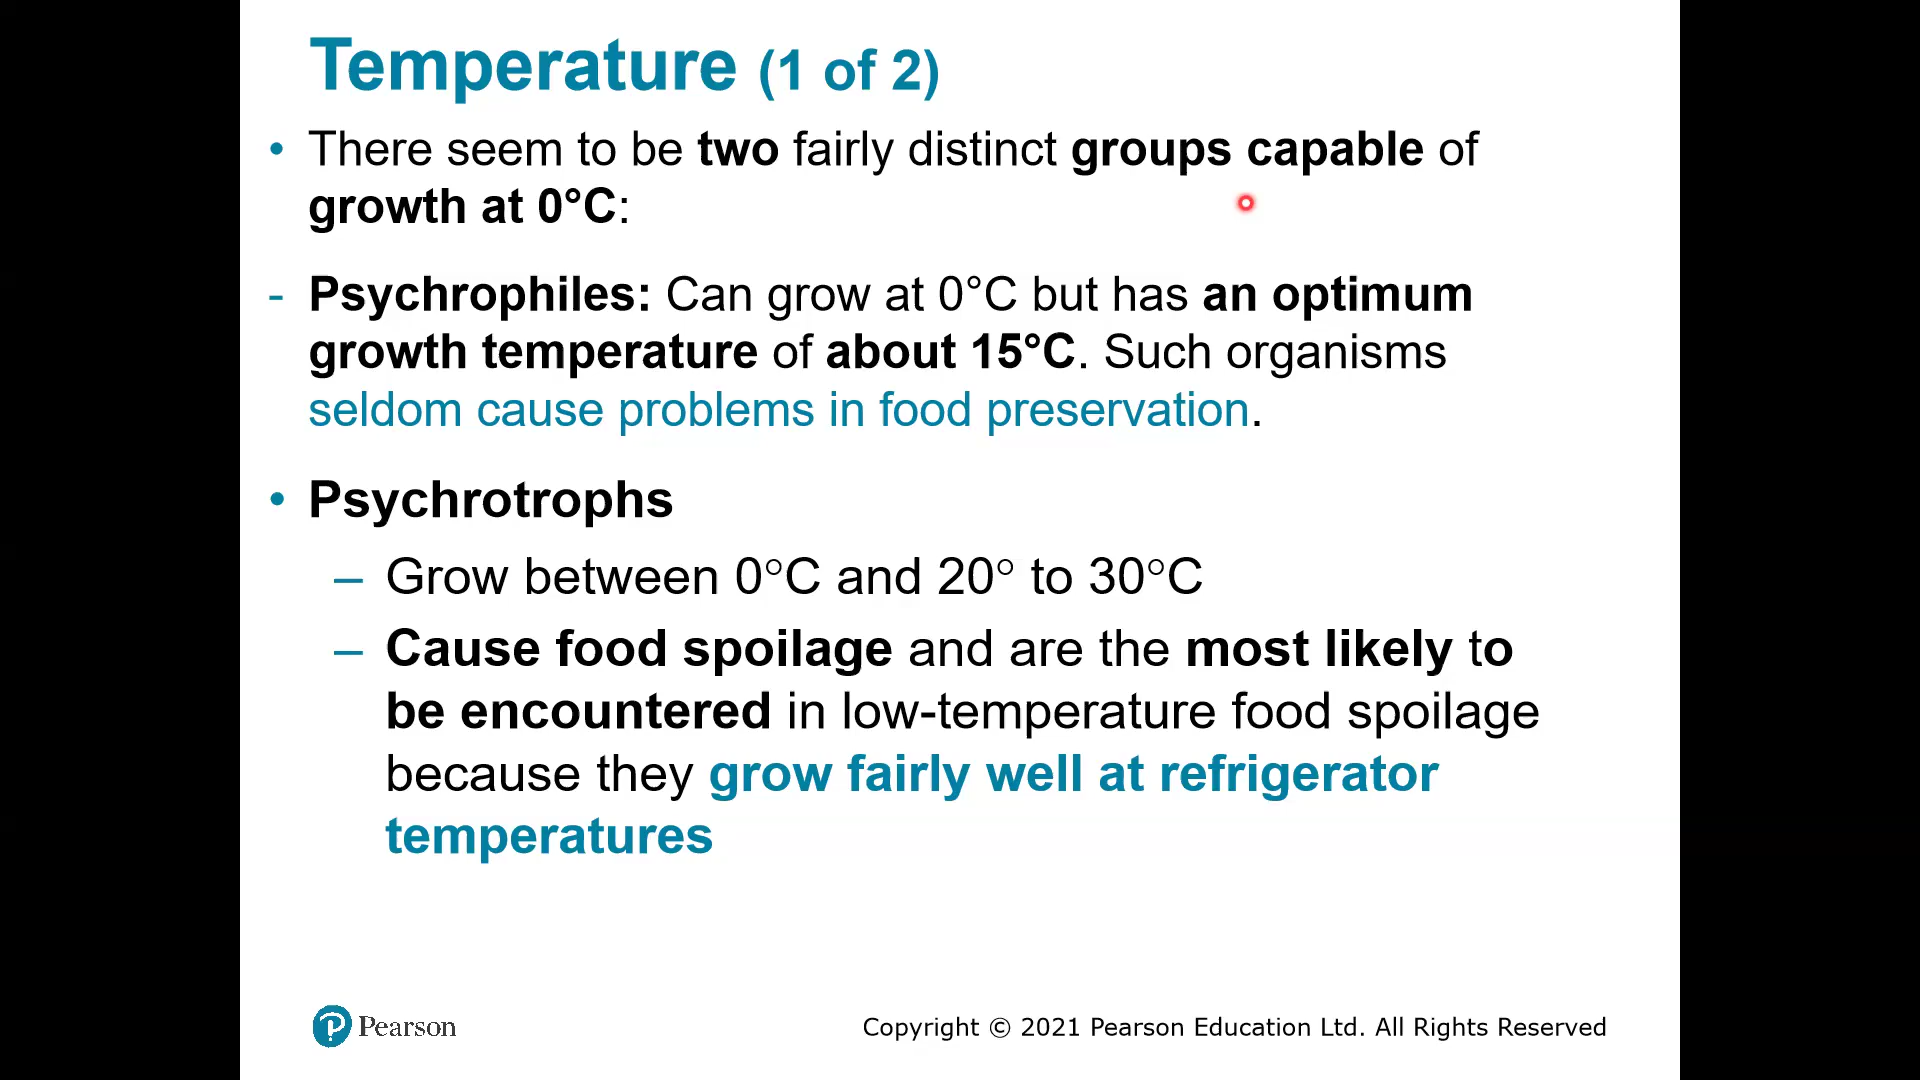 Temperature (1 of 2)
• There seem to be two fairly distinct groups capable of
growth at 0°C:
- Psychrophiles: Can grow at 0°C but has an optimum
growth temperature of about 15°C. Such organisms
seldom cause problems in food preservation.
• Psychrotrophs
– Grow between 0°C and 20° to 30°C
– Cause food spoilage and are the most likely to
be encountered in low-temperature food spoilage
because they grow fairly well at refrigerator
temperatures
Pearson
Copyright © 2021 Pearson Education Ltd. All Rights Reserved